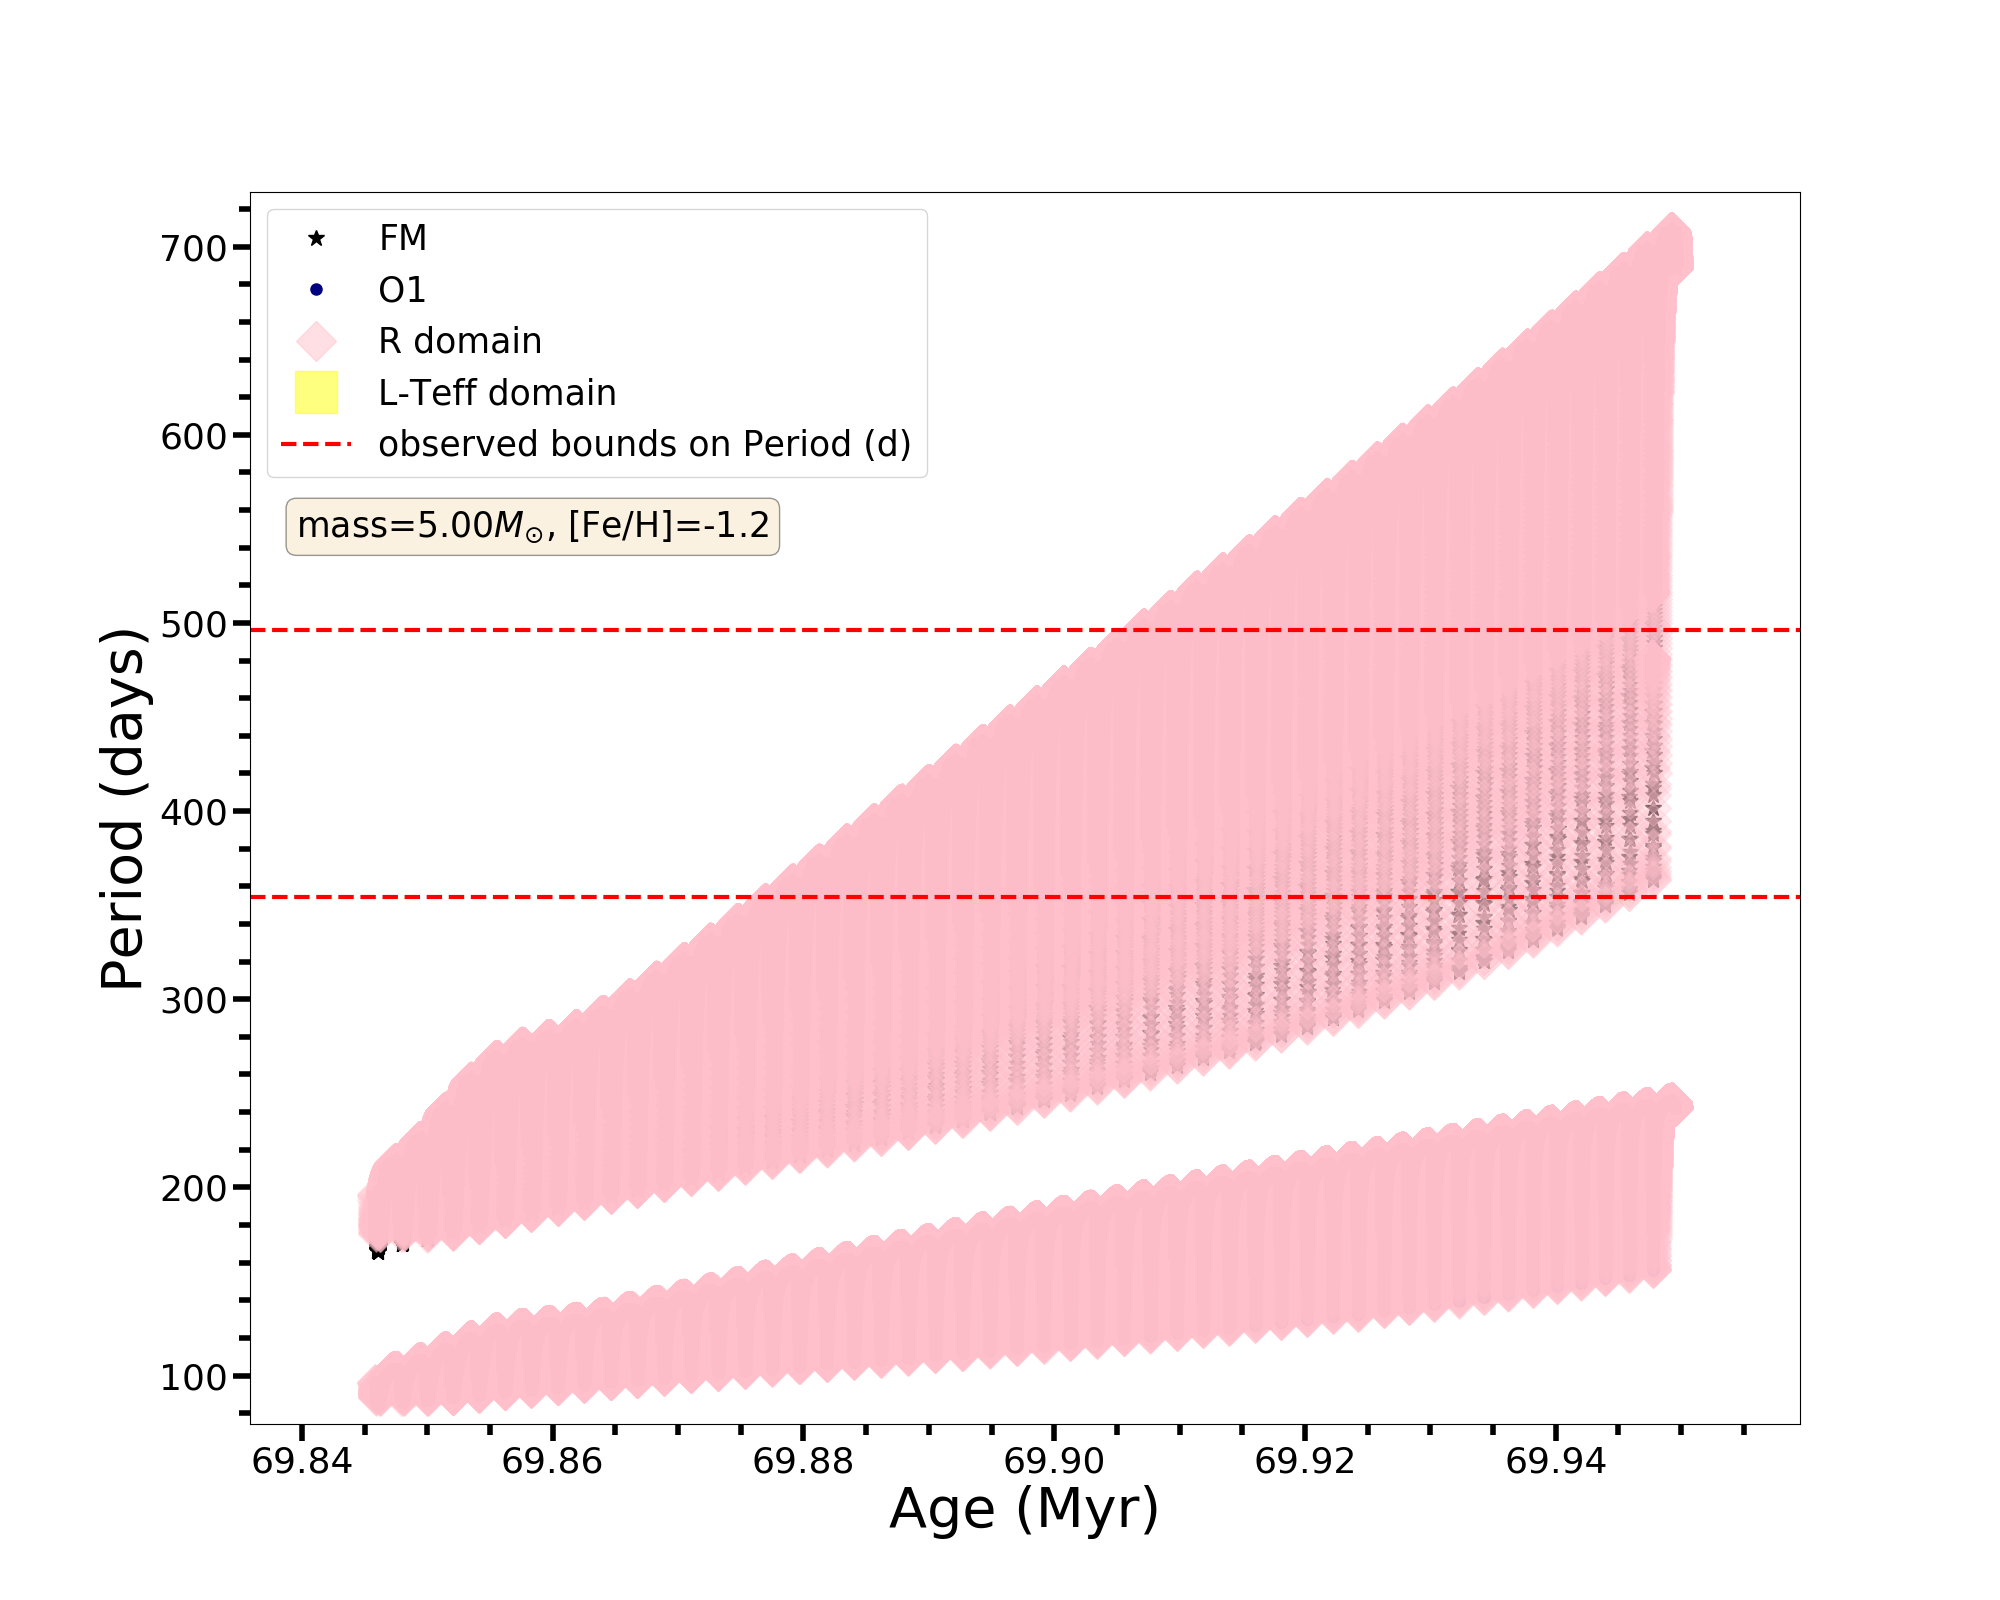 FM
O1
R domain
L-Teff domain
observed bounds on Period (d)
mass=5.00M⊙, [Fe/H]=-1.2
700
600
500
400
300
200
100
Period (days)
69.84 69.86 69.88 69.90 69.92 69.94
Age (Myr)